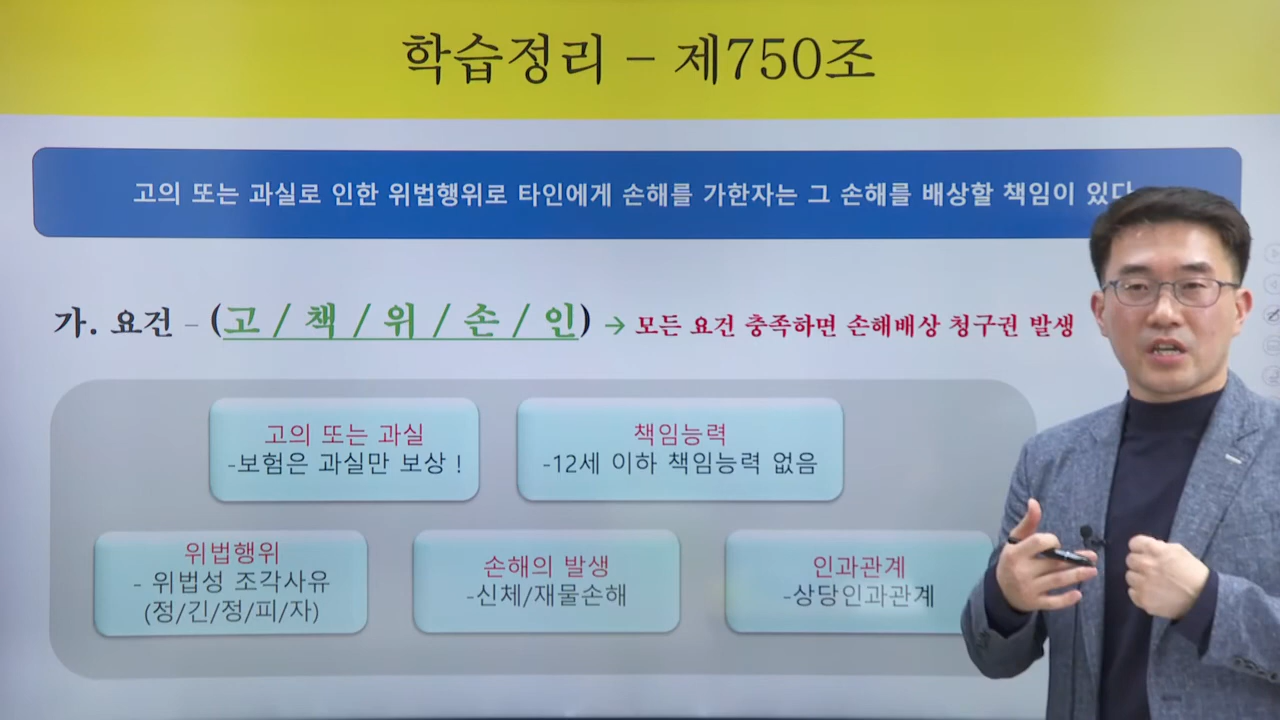 학습정리 – 제750조
고의 또는 과실로 인한 위법행위로 타인에게 손해를 가한자는 그 손해를 배상할 책임이 있다
가. 요건 – (고 / 책 / 위 / 손 / 인) → 모든 요건 충족하면 손해배상 청구권 발생
고의 또는 과실
-보험은 과실만 보상 !
책임능력
-12세 이하 책임능력 없음
위법행위
- 위법성 조각사유
(정/긴/정/피/자)
손해의 발생
-신체/재물손해
인과관계
-상당인과관계